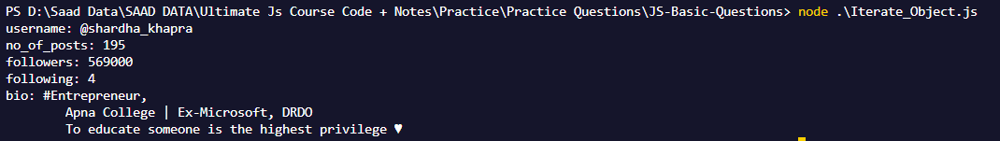 PS D:\Saad Data\SAAD DATA\Ultimate Js Course Code + Notes\Practice\Practice Questions\JS-Basic-Questions> node .\Iterate_Object.js
username: @shardha_khapra
no_of_posts: 195
followers: 569000
following: 4
bio: #Entrepreneur,
        Apna College | Ex-Microsoft, DRDO
        To educate someone is the highest privilege ♥